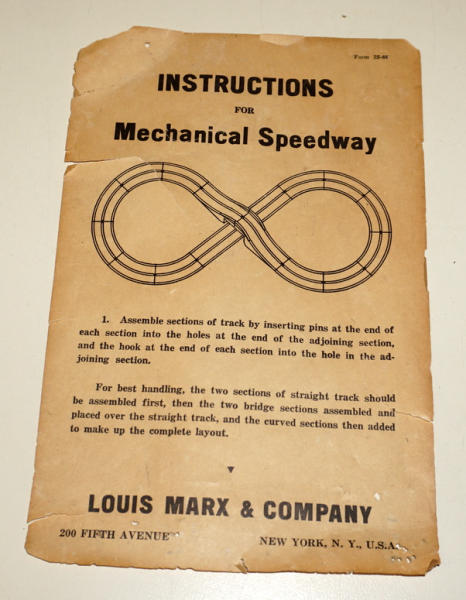 Form 25-44
INSTRUCTIONS
FOR
Mechanical Speedway
1. Assemble sections of track by inserting pins at the end of
each section into the holes at the end of the adjoining section,
and the hook at the end of each section into the hole in the ad-
joining section.
For best handling, the two sections of straight track should
be assembled first, then the two bridge sections assembled and
placed over the straight track, and the curved sections then added
to make up the complete layout.
LOUIS MARX & COMPANY
200 FIFTH AVENUE
NEW YORK, N. Y., U.S.A.